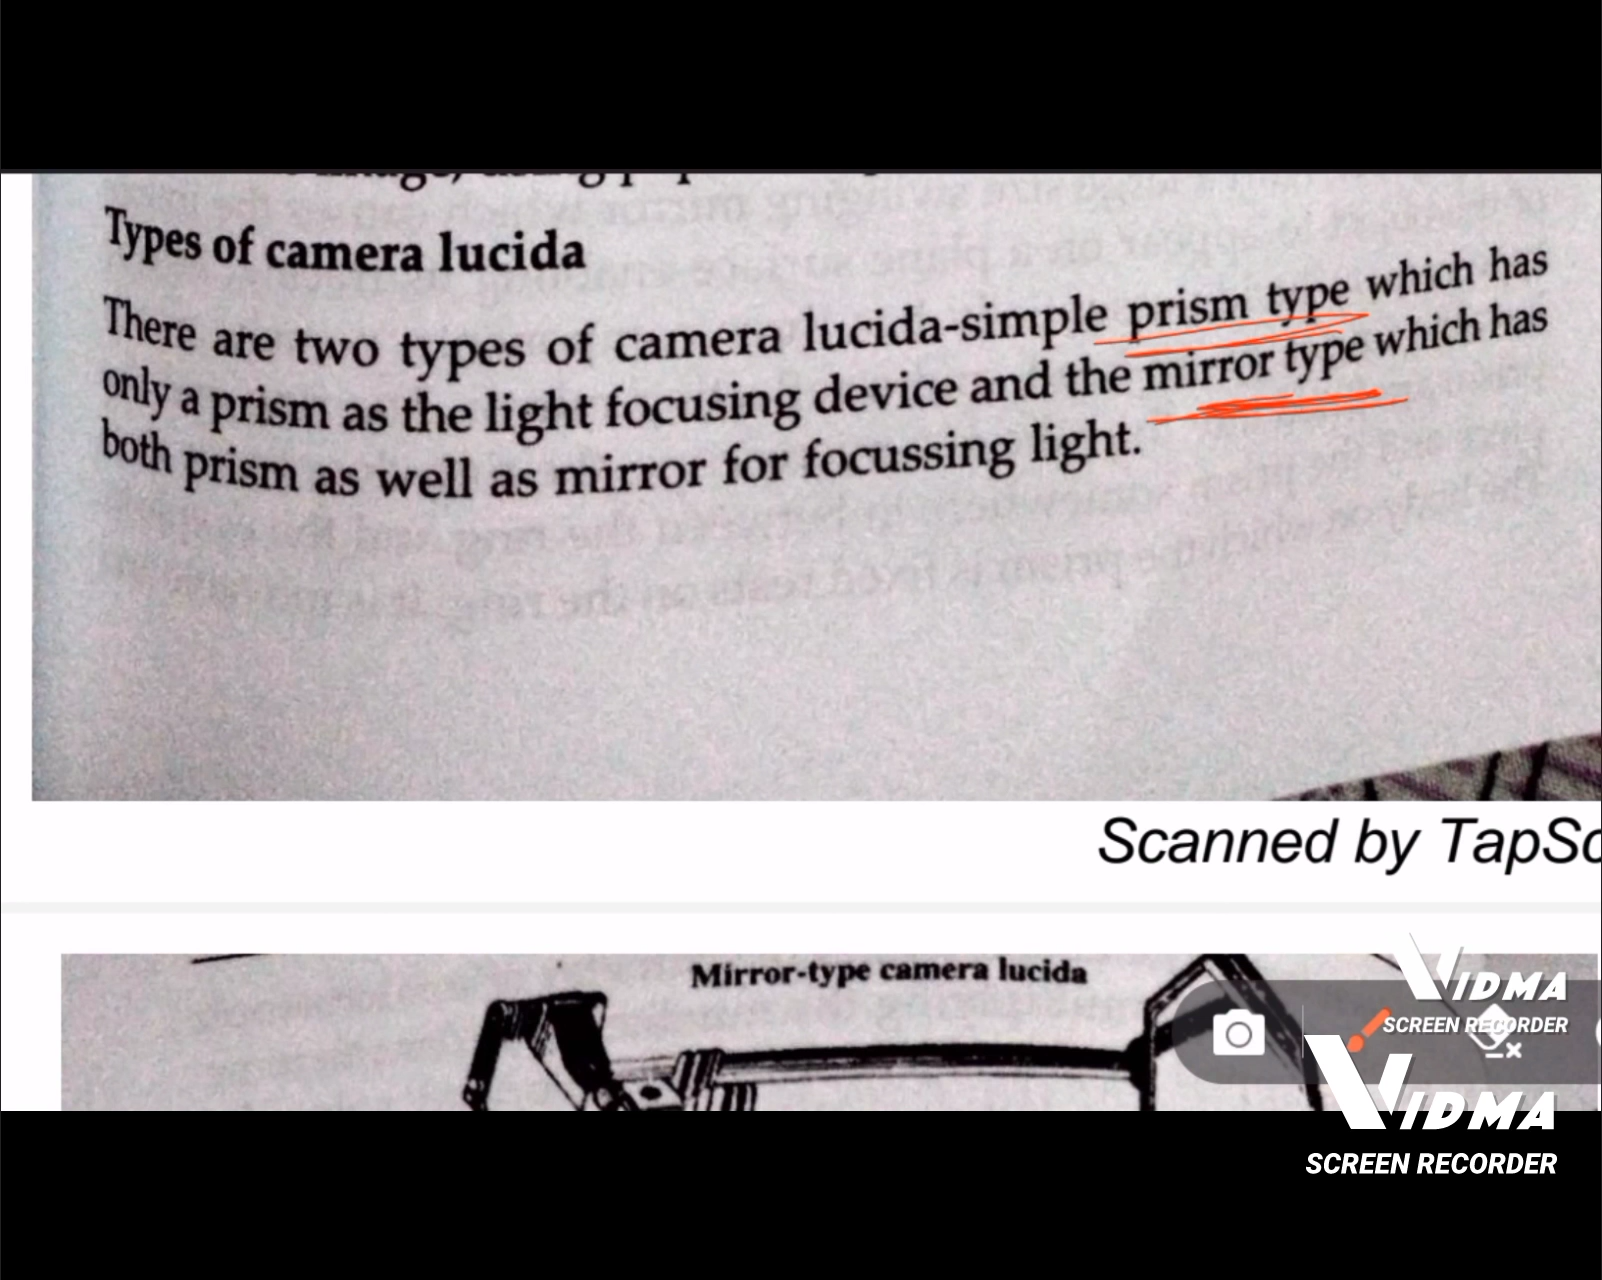 Types of camera lucida
There are two types of camera lucida-simple prism type which has
only a prism as the light focusing device and the mirror type which has
both prism as well as mirror for focussing light.
Scanned by TapSc
Mirror-type camera lucida
VIDMA
SCREEN RECORDER
VIDMA
SCREEN RECORDER